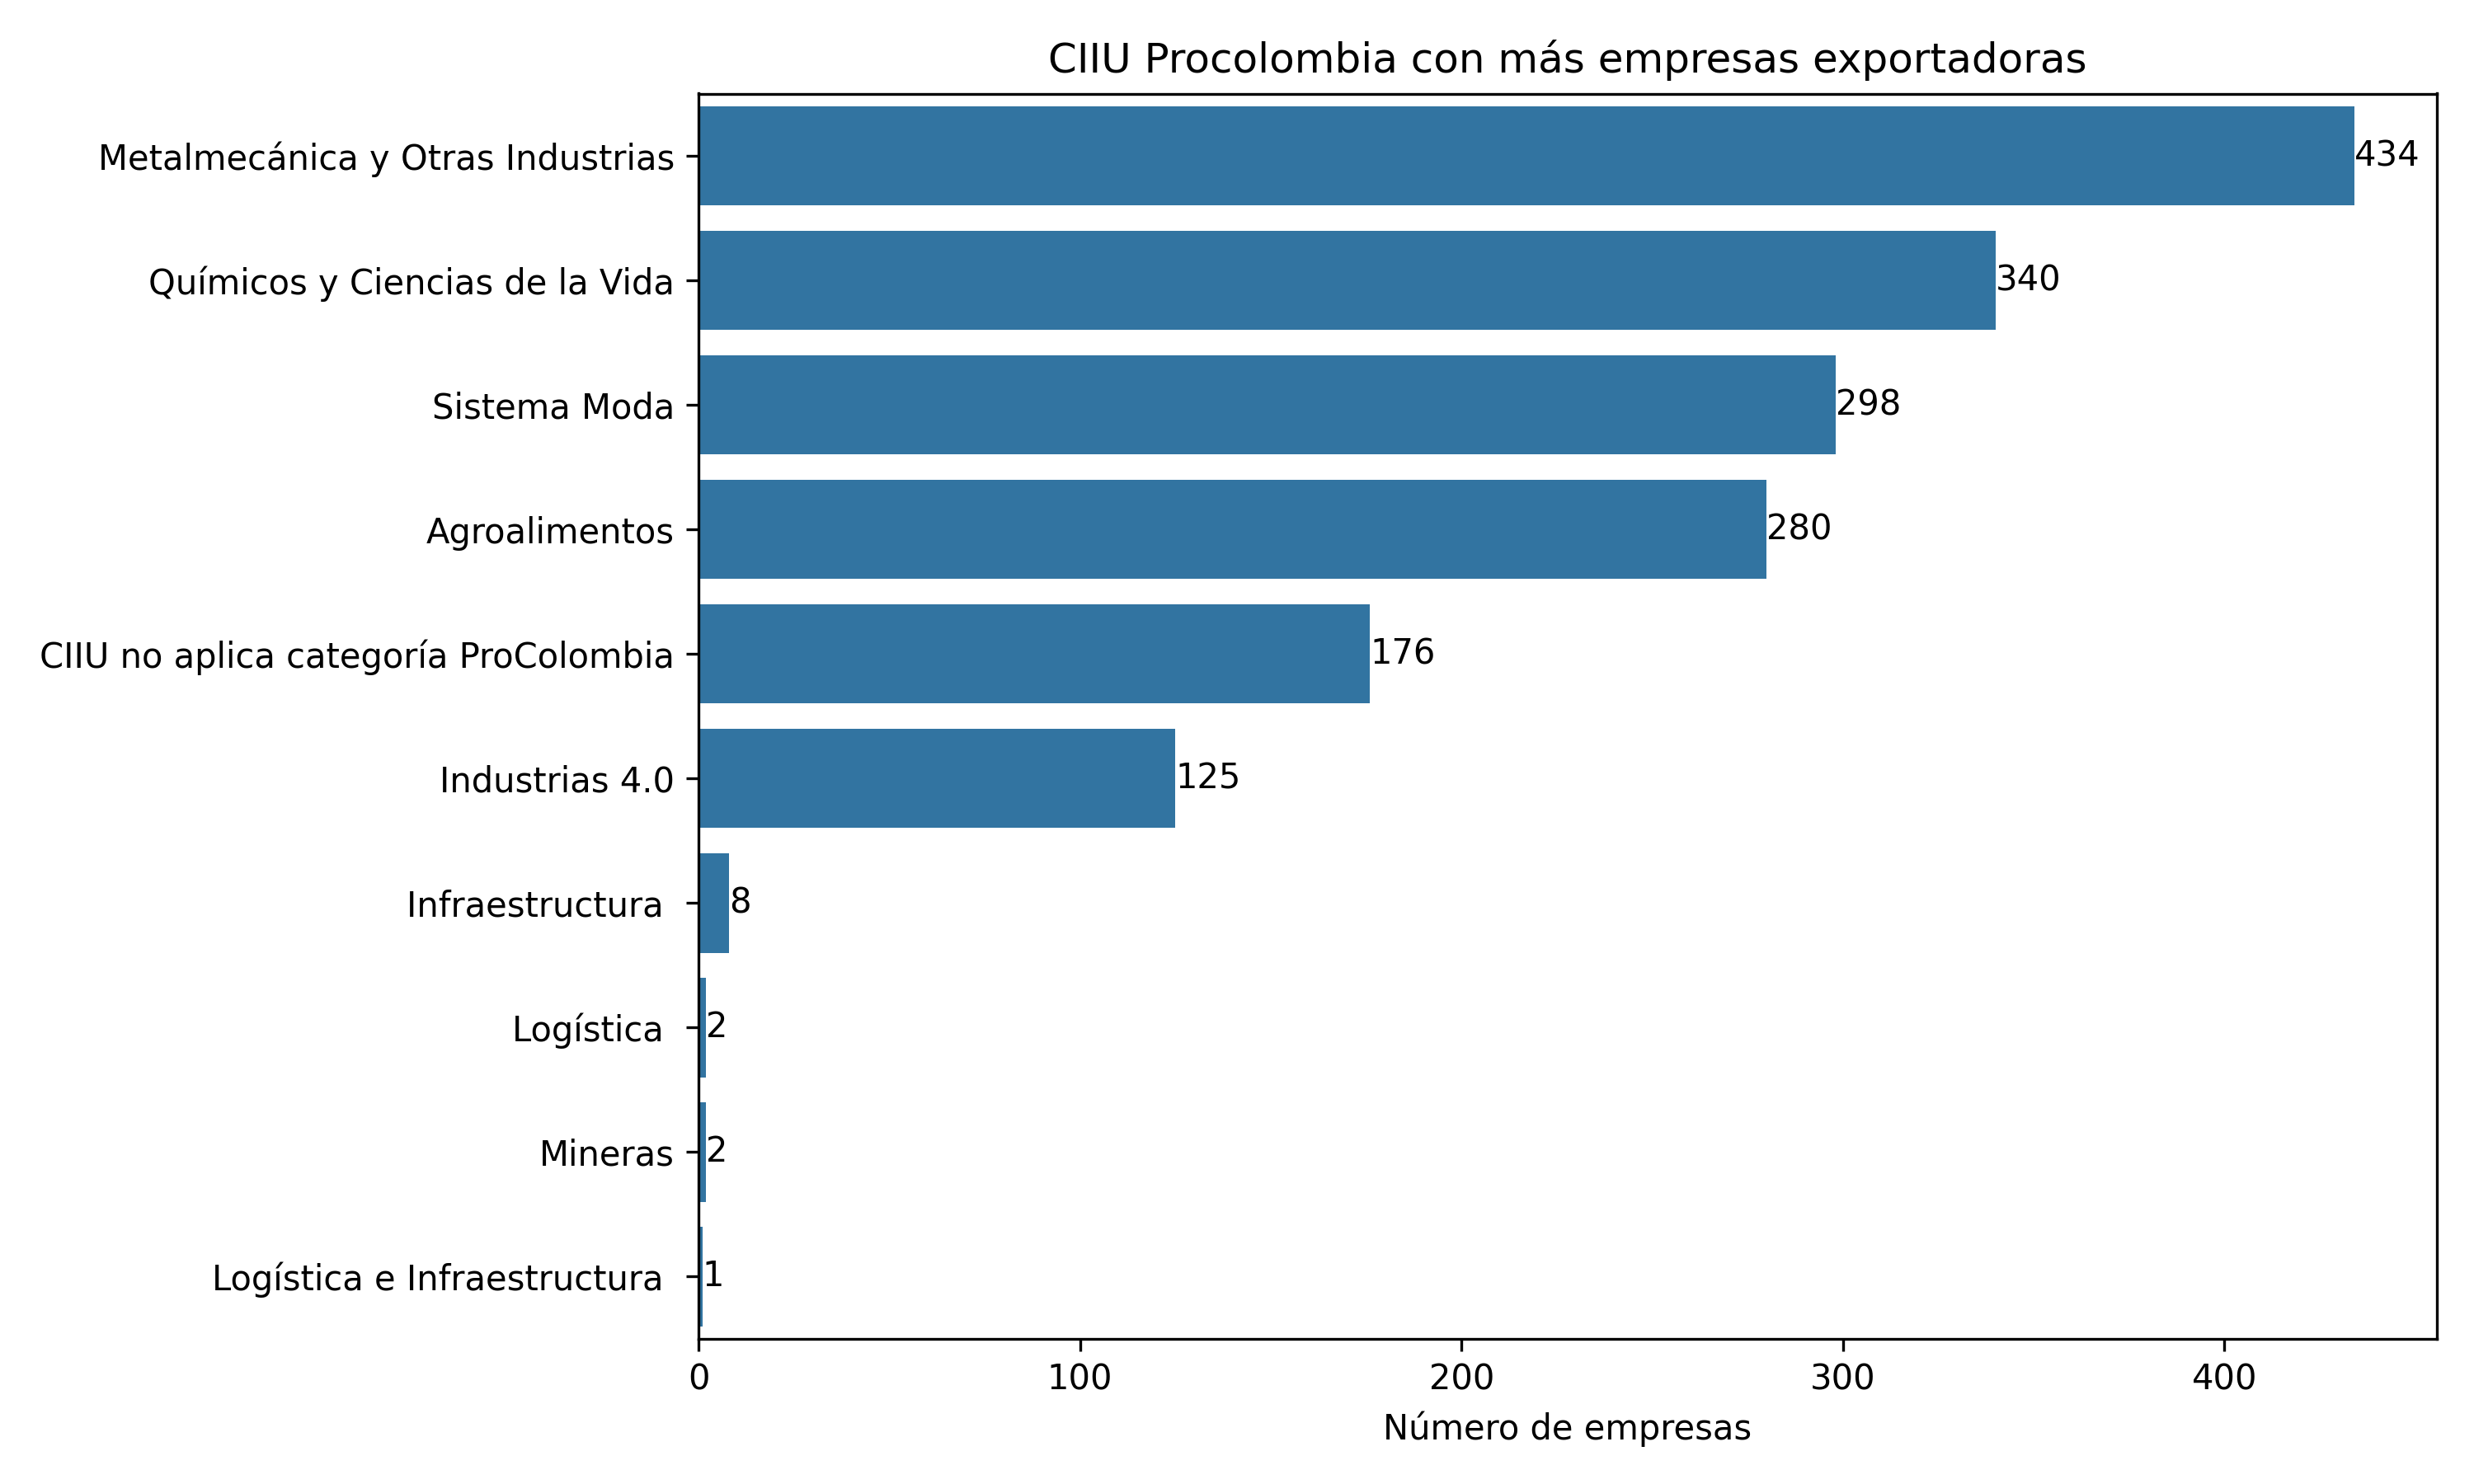 CIIU Procolombia con más empresas exportadoras
Metalmecánica y Otras Industrias 434
Químicos y Ciencias de la Vida 340
Sistema Moda 298
Agroalimentos 280
CIIU no aplica categoría ProColombia 176
Industrias 4.0 125
Infraestructura 8
Logística 2
Mineras 2
Logística e Infraestructura 1
0 100 200 300 400
Número de empresas